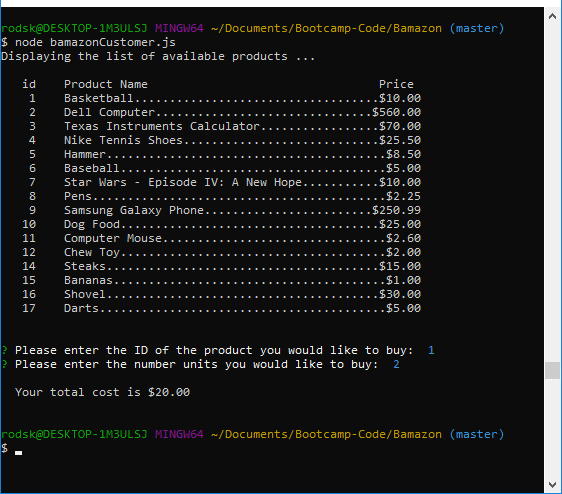 rodsk@DESKTOP-1M3ULSJ MINGW64 ~/Documents/Bootcamp-Code/Bamazon (master)
$ node bamazonCustomer.js
Displaying the list of available products ...
id    Product Name                                     Price
1    Basketball...................................$10.00
2    Dell Computer...............................$560.00
3    Texas Instruments Calculator.................$70.00
4    Nike Tennis Shoes............................$25.50
5    Hammer........................................$8.50
6    Baseball......................................$5.00
7    Star Wars - Episode IV: A New Hope...........$10.00
8    Pens..........................................$2.25
9    Samsung Galaxy Phone........................$250.99
10    Dog Food.....................................$25.00
11    Computer Mouse................................$2.60
12    Chew Toy......................................$2.00
14    Steaks.......................................$15.00
15    Bananas.......................................$1.00
16    Shovel.......................................$30.00
17    Darts.........................................$5.00
? Please enter the ID of the product you would like to buy:  1
? Please enter the number units you would like to buy:  2
Your total cost is $20.00
rodsk@DESKTOP-1M3ULSJ MINGW64 ~/Documents/Bootcamp-Code/Bamazon (master)
$